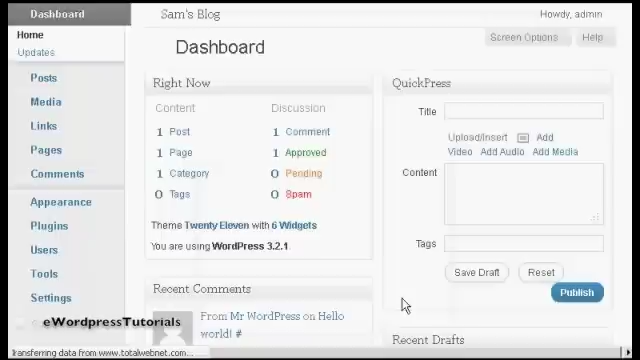 Dashboard
Sam's Blog
Howdy, admin
Home
Updates
Screen Options
Help
Dashboard
Posts
Media
Links
Pages
Comments
Appearance
Plugins
Users
Tools
Settings
Right Now
Content
Discussion
1 Post
1 Comment
1 Page
1 Approved
1 Category
0 Pending
0 Tags
0 Spam
Theme Twenty Eleven with 6 Widgets
You are using WordPress 3.2.1.
Recent Comments
From Mr WordPress on Hello
world! #
QuickPress
Title
Upload/Insert Add
Video Add Audio Add Media
Content
Tags
Save Draft
Reset
Publish
Recent Drafts
eWordpressTutorials
Transferring data from www.totalwebnet.com...